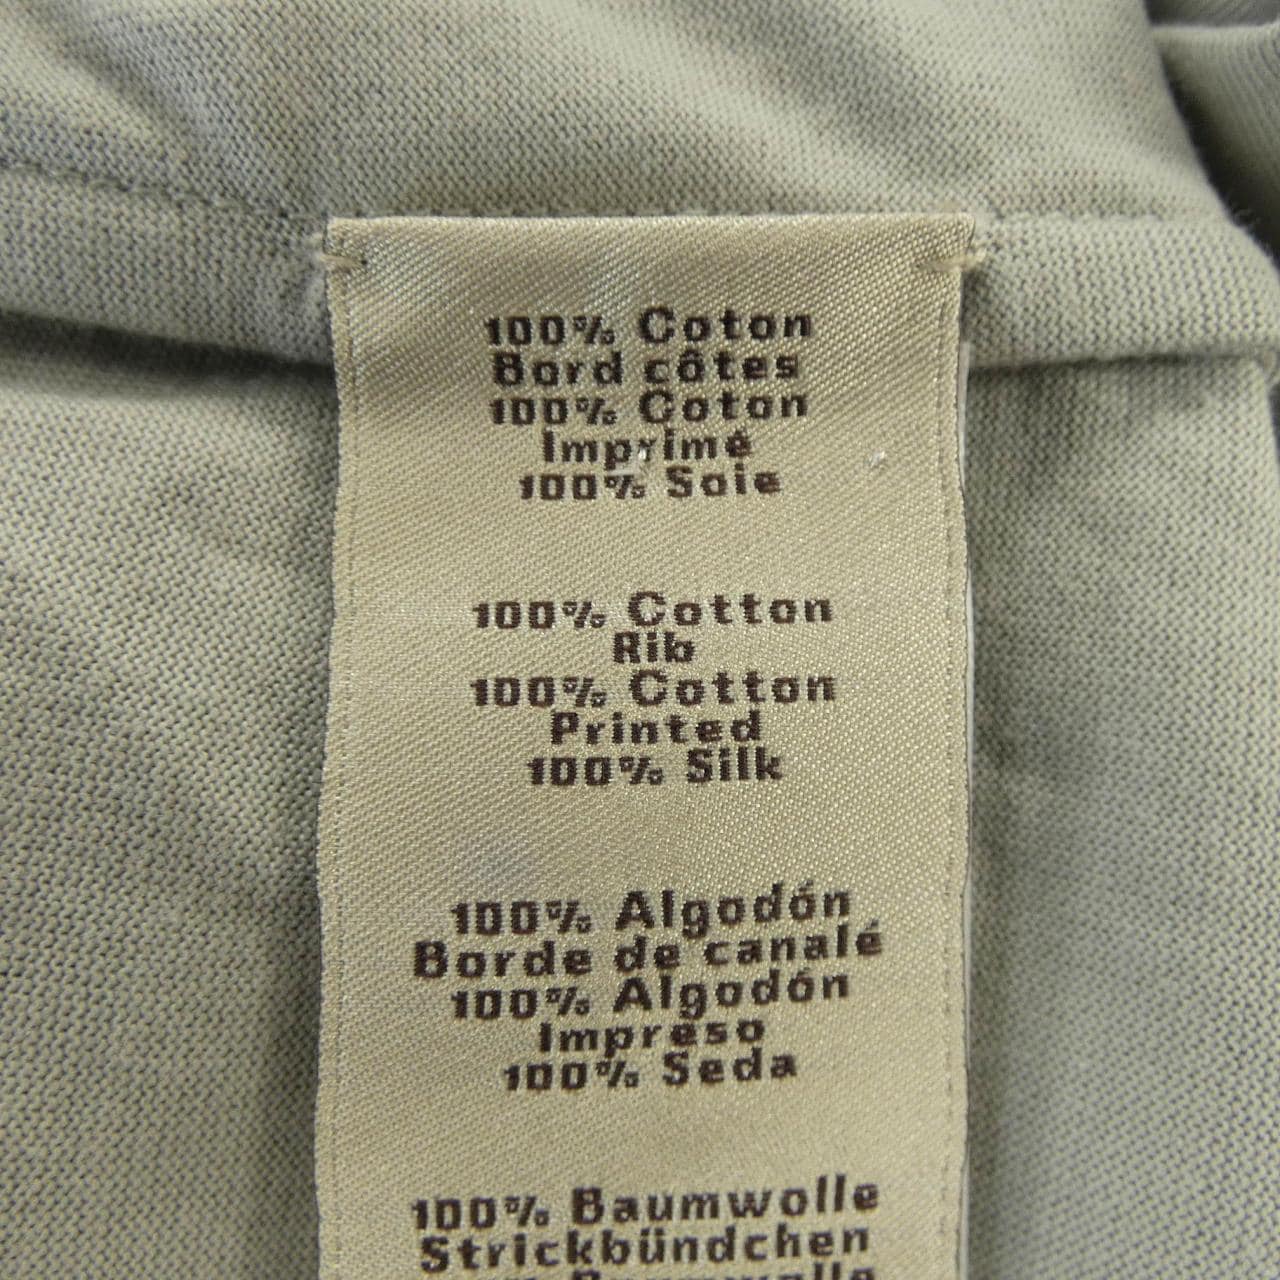 100% Coton
Bord côtes
100% Coton
Imprimé
100% Soie
100% Cotton
Rib
100% Cotton
Printed
100% Silk
100% Algodón
Borde de canalé
100% Algodón
Impreso
100% Seda
100% Baumwolle
Strickbündchen